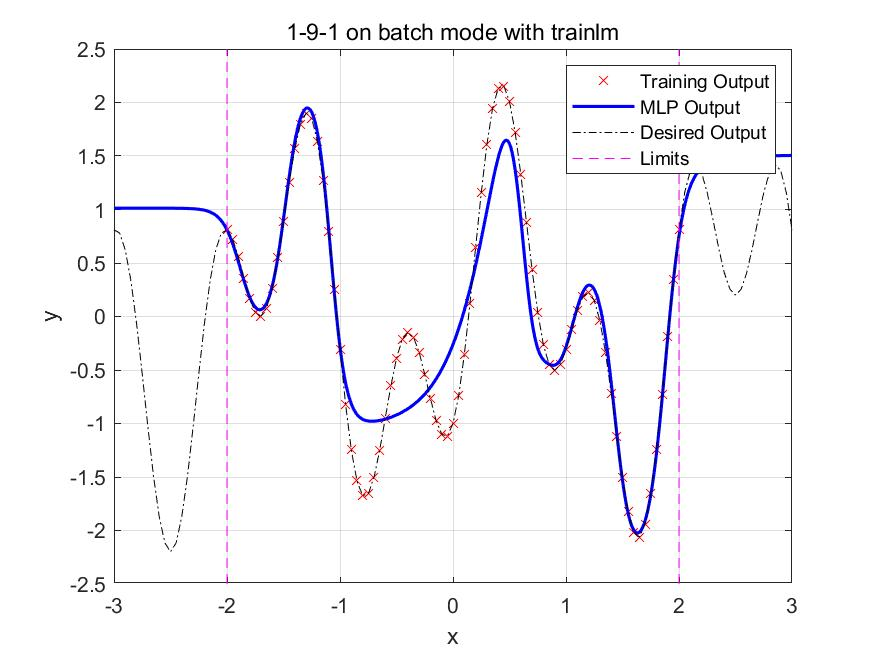 1-9-1 on batch mode with trainlm
2.5
2
1.5
1
0.5
0
-0.5
-1
-1.5
-2
-2.5
y
Training Output
MLP Output
Desired Output
Limits
-3 -2 -1 0 1 2 3
x